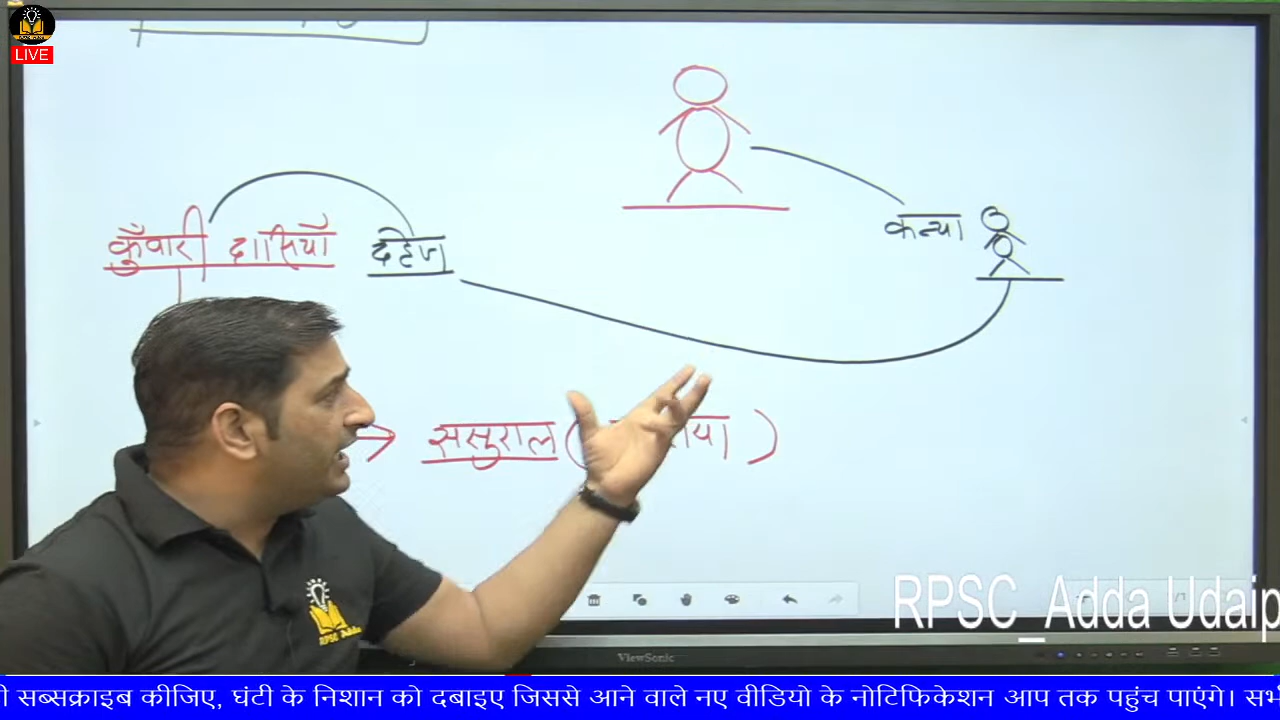 LIVE
कुँवारी दासियाँ दहेज
कन्या
ससुराल (
RPSC Adda
ViewSonic
RPSC_Adda Udaip
सब्सक्राइब कीजिए, घंटी के निशान को दबाइए जिससे आने वाले नए वीडियो के नोटिफिकेशन आप तक पहुंच पाएंगे। सभी